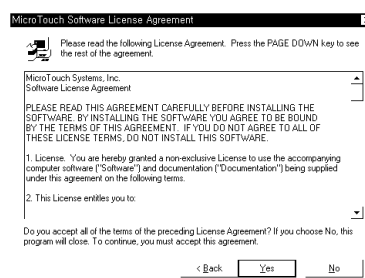 MicroTouch Software License Agreement
Please read the following License Agreement. Press the PAGE DOWN key to see
the rest of the agreement.
MicroTouch Systems, Inc.
Software License Agreement
PLEASE READ THIS AGREEMENT CAREFULLY BEFORE INSTALLING THE
SOFTWARE. BY INSTALLING THE SOFTWARE YOU AGREE TO BE BOUND
BY THE TERMS OF THIS AGREEMENT. IF YOU DO NOT AGREE TO ALL OF
THESE LICENSE TERMS, DO NOT INSTALL THIS SOFTWARE.
1. License. You are hereby granted a non-exclusive License to use the accompanying
computer software ("Software") and documentation ("Documentation") being supplied
under this agreement on the following terms.
2. This License entitles you to:
Do you accept all of the terms of the preceding License Agreement? If you choose No, this
program will close. To continue, you must accept this agreement.
< Back Yes No